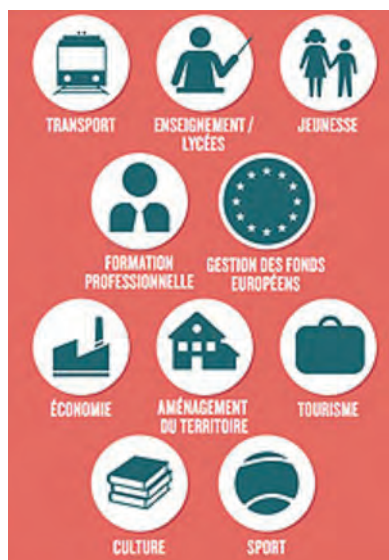 TRANSPORT
ENSEIGNEMENT /
LYCÉES
JEUNESSE
FORMATION
PROFESSIONNELLE
GESTION DES FONDS
EUROPÉENS
ÉCONOMIE
AMÉNAGEMENT
DU TERRITOIRE
TOURISME
CULTURE
SPORT